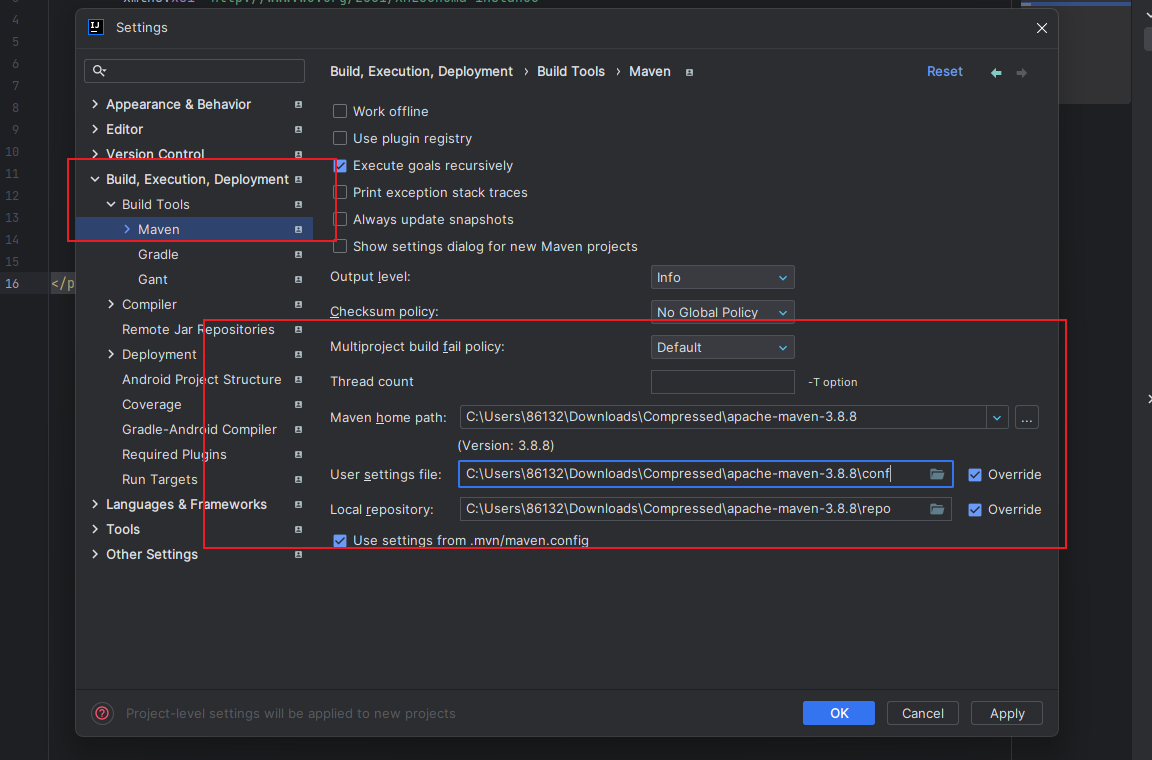 Settings
Build, Execution, Deployment › Build Tools › Maven
Reset
Appearance & Behavior
Editor
Version Control
Build, Execution, Deployment
Build Tools
Maven
Gradle
Gant
Compiler
Remote Jar Repositories
Deployment
Android Project Structure
Coverage
Gradle-Android Compiler
Required Plugins
Run Targets
Languages & Frameworks
Tools
Other Settings
Work offline
Use plugin registry
Execute goals recursively
Print exception stack traces
Always update snapshots
Show settings dialog for new Maven projects
Output level: Info
Checksum policy: No Global Policy
Multiproject build fail policy: Default
Thread count -T option
Maven home path: C:\Users\86132\Downloads\Compressed\apache-maven-3.8.8 ...
(Version: 3.8.8)
User settings file: C:\Users\86132\Downloads\Compressed\apache-maven-3.8.8\conf Override
Local repository: C:\Users\86132\Downloads\Compressed\apache-maven-3.8.8\repo Override
Use settings from .mvn/maven.config
? Project-level settings will be applied to new projects
OK Cancel Apply
4
5
6
7
8
9
10
11
12
13
14
15
16 </p